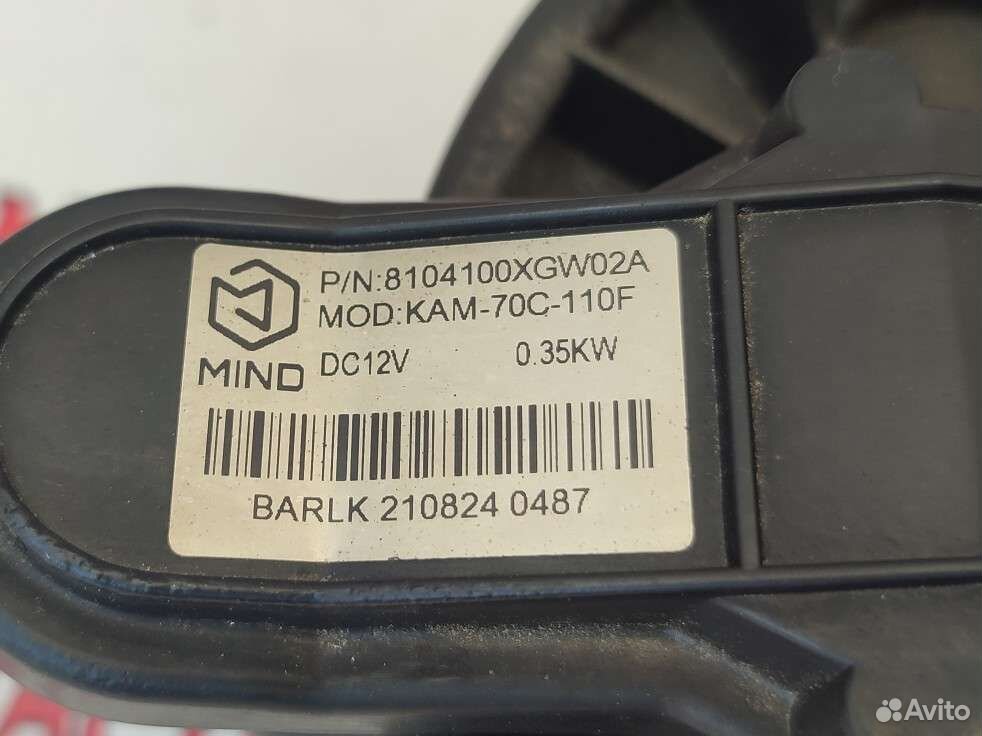 P/N:8104100XGW02A
MOD:KAM-70C-110F
MIND
DC12V 0.35KW
BARLK 210824 0487
Avito